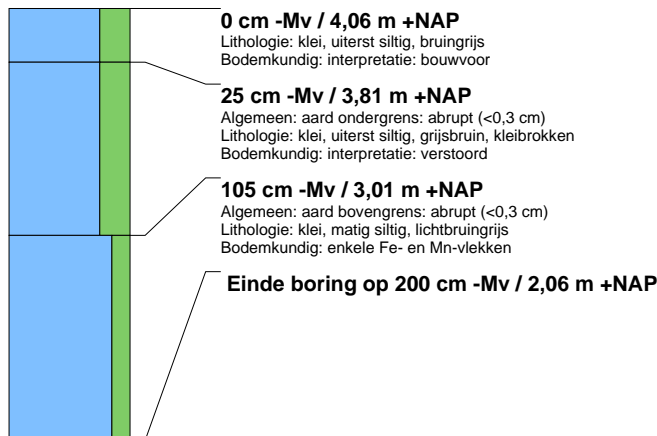 0 cm -Mv / 4,06 m +NAP
Lithologie: klei, uiterst siltig, bruingrijs
Bodemkundig: interpretatie: bouwvoor
25 cm -Mv / 3,81 m +NAP
Algemeen: aard ondergrens: abrupt (<0,3 cm)
Lithologie: klei, uiterst siltig, grijsbruin, kleibrokken
Bodemkundig: interpretatie: verstoord
105 cm -Mv / 3,01 m +NAP
Algemeen: aard bovengrens: abrupt (<0,3 cm)
Lithologie: klei, matig siltig, lichtbruingrijs
Bodemkundig: enkele Fe- en Mn-vlekken
Einde boring op 200 cm -Mv / 2,06 m +NAP